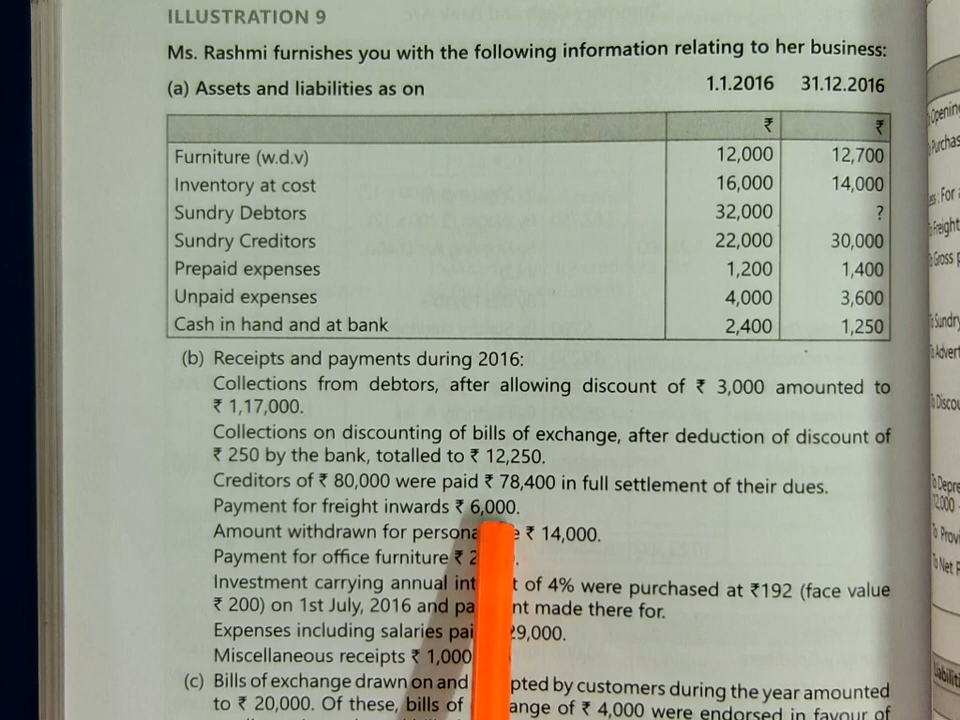 ILLUSTRATION 9
Ms. Rashmi furnishes you with the following information relating to her business:
(a) Assets and liabilities as on 1.1.2016 31.12.2016
₹ ₹
Furniture (w.d.v) 12,000 12,700
Inventory at cost 16,000 14,000
Sundry Debtors 32,000 ?
Sundry Creditors 22,000 30,000
Prepaid expenses 1,200 1,400
Unpaid expenses 4,000 3,600
Cash in hand and at bank 2,400 1,250
(b) Receipts and payments during 2016:
Collections from debtors, after allowing discount of ₹ 3,000 amounted to
₹ 1,17,000.
Collections on discounting of bills of exchange, after deduction of discount of
₹ 250 by the bank, totalled to ₹ 12,250.
Creditors of ₹ 80,000 were paid ₹ 78,400 in full settlement of their dues.
Payment for freight inwards ₹ 6,000.
Amount withdrawn for ₹ 14,000.
Payment for office furniture ₹
Investment carrying annual of 4% were purchased at ₹192 (face value
₹ 200) on 1st July, 2016 and made there for.
Expenses including salaries 29,000.
Miscellaneous receipts ₹ 1,000
(c) Bills of exchange drawn on and by customers during the year amounted
to ₹ 20,000. Of these, bills of of ₹ 4,000 were endorsed in favour of
Opening
Purchas
For
Freight
Gross
Sundry
Advert
Discou
Depre
12,000
Provi
Net
Liabilit